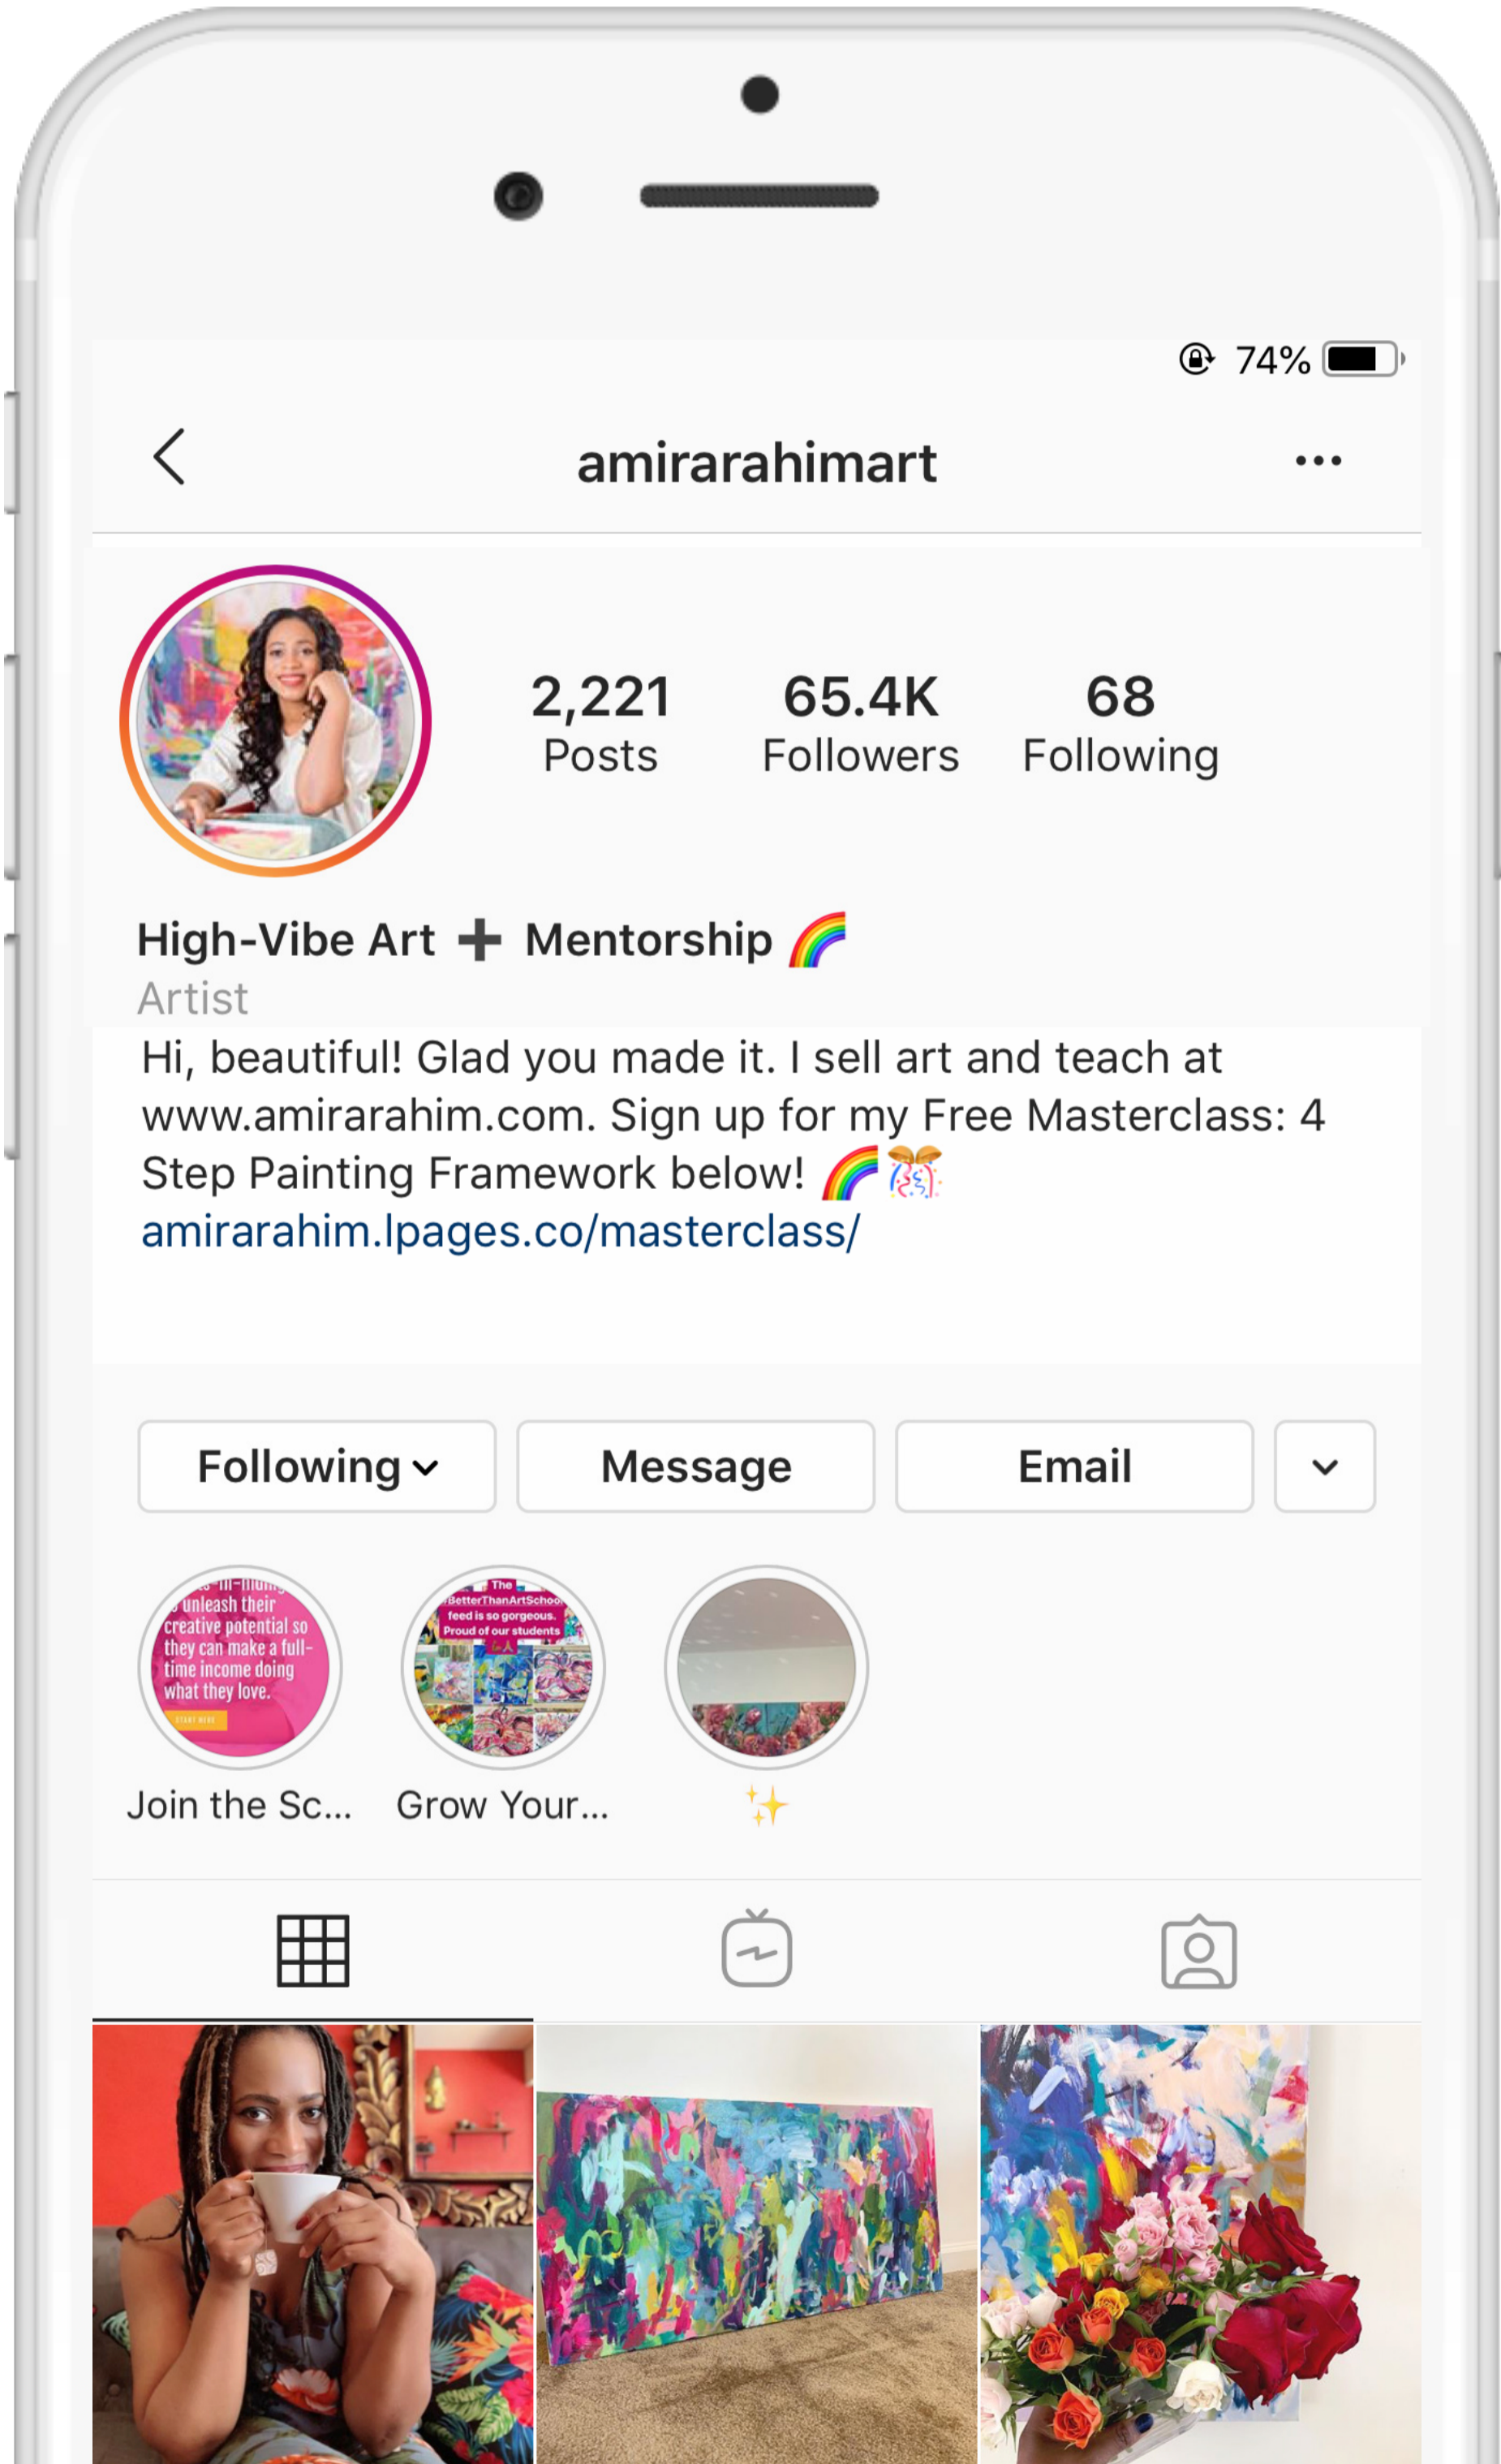 74%
amirarahimart
2,221 65.4K 68
Posts Followers Following
High-Vibe Art ➕ Mentorship 🌈
Artist
Hi, beautiful! Glad you made it. I sell art and teach at
www.amirarahim.com. Sign up for my Free Masterclass: 4
Step Painting Framework below! 🌈🎊
amirarahim.lpages.co/masterclass/
Following Message Email
unleash their
creative potential so
they can make a full-
time income doing
what they love.
START HERE
The
#BetterThanArtSchool
feed is so gorgeous.
Proud of our students
Join the Sc... Grow Your... ✨